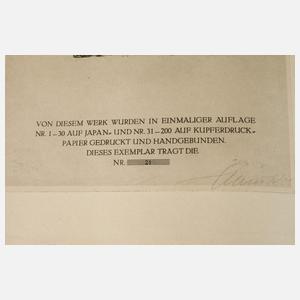 VON DIESEM WERK WURDEN IN EINMALIGER AUFLAGE
NR. 1–30 AUF JAPAN- UND NR. 31–200 AUF KUPFERDRUCK-
PAPIER GEDRUCKT UND HANDGEBUNDEN.
DIESES EXEMPLAR TRÄGT DIE
NR. 21